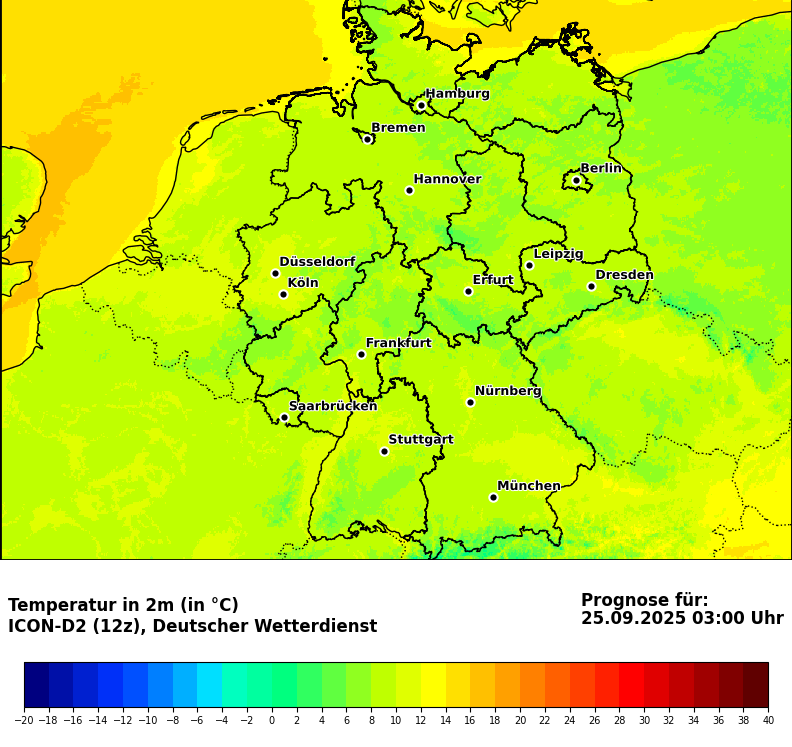 Hamburg
Bremen
Berlin
Hannover
Leipzig
Düsseldorf
Dresden
Köln
Erfurt
Frankfurt
Nürnberg
Saarbrücken
Stuttgart
München
Temperatur in 2m (in °C)
ICON-D2 (12z), Deutscher Wetterdienst
Prognose für:
25.09.2025 03:00 Uhr
−20 −18 −16 −14 −12 −10 −8 −6 −4 −2 0 2 4 6 8 10 12 14 16 18 20 22 24 26 28 30 32 34 36 38 40